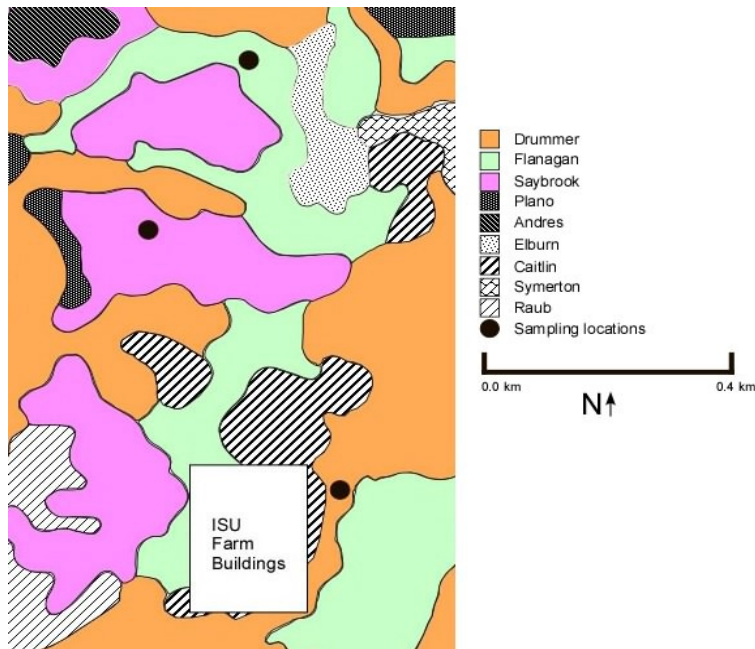 Drummer
Flanagan
Saybrook
Plano
Andres
Elburn
Caitlin
Symerton
Raub
Sampling locations
0.0 km 0.4 km
N
ISU
Farm
Buildings